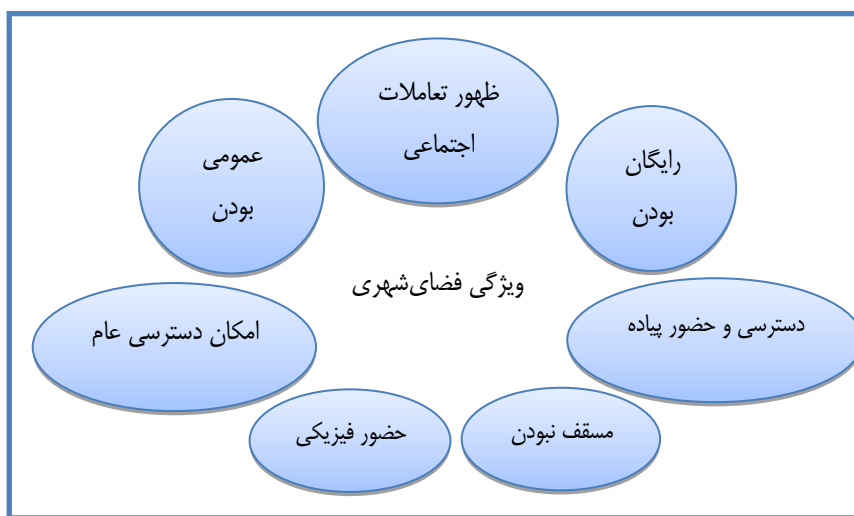 ظهور تعاملات
اجتماعی
رایگان
بودن
عمومی
بودن
ویژگی فضای‌شهری
دسترسی و حضور پیاده
امکان دسترسی عام
مسقف نبودن
حضور فیزیکی